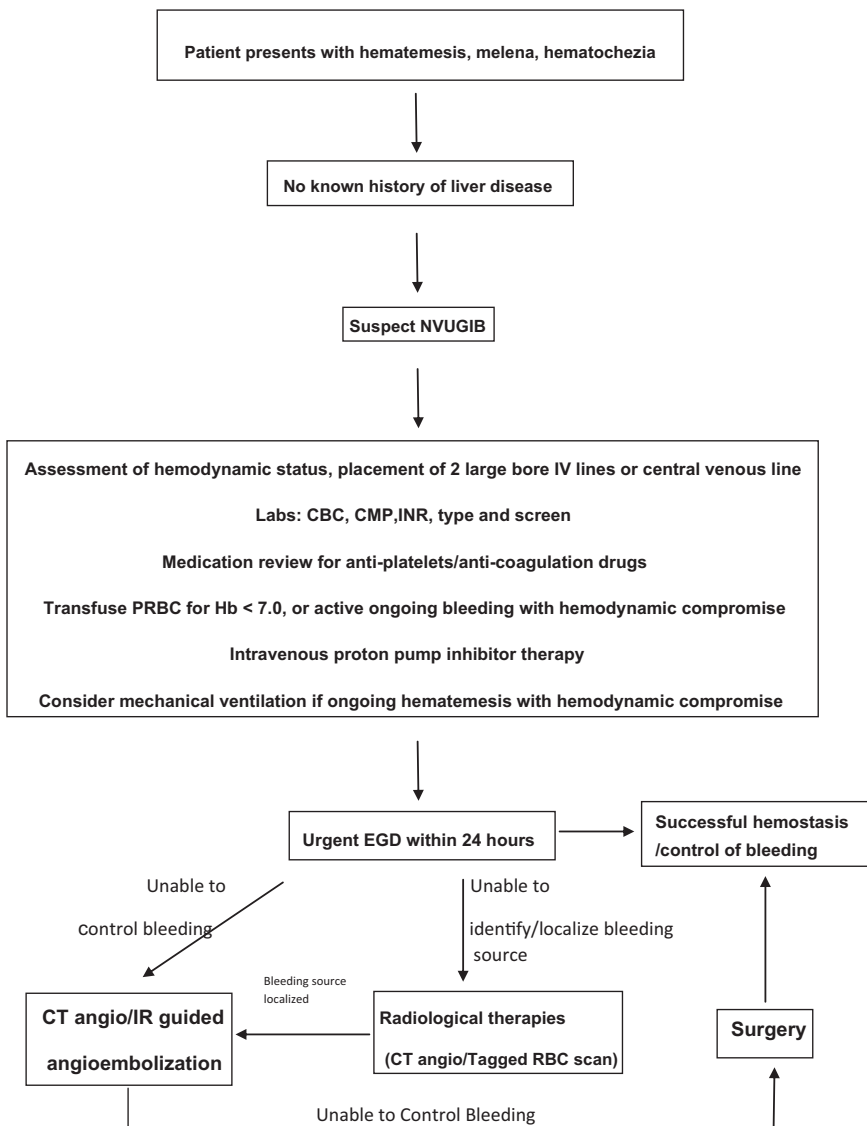 Patient presents with hematemesis, melena, hematochezia
No known history of liver disease
Suspect NVUGIB
Assessment of hemodynamic status, placement of 2 large bore IV lines or central venous line
Labs: CBC, CMP,INR, type and screen
Medication review for anti-platelets/anti-coagulation drugs
Transfuse PRBC for Hb < 7.0, or active ongoing bleeding with hemodynamic compromise
Intravenous proton pump inhibitor therapy
Consider mechanical ventilation if ongoing hematemesis with hemodynamic compromise
Urgent EGD within 24 hours
Successful hemostasis
/control of bleeding
Unable to
control bleeding
Unable to
identify/localize bleeding
source
Bleeding source
localized
CT angio/IR guided
angioembolization
Radiological therapies
(CT angio/Tagged RBC scan)
Surgery
Unable to Control Bleeding